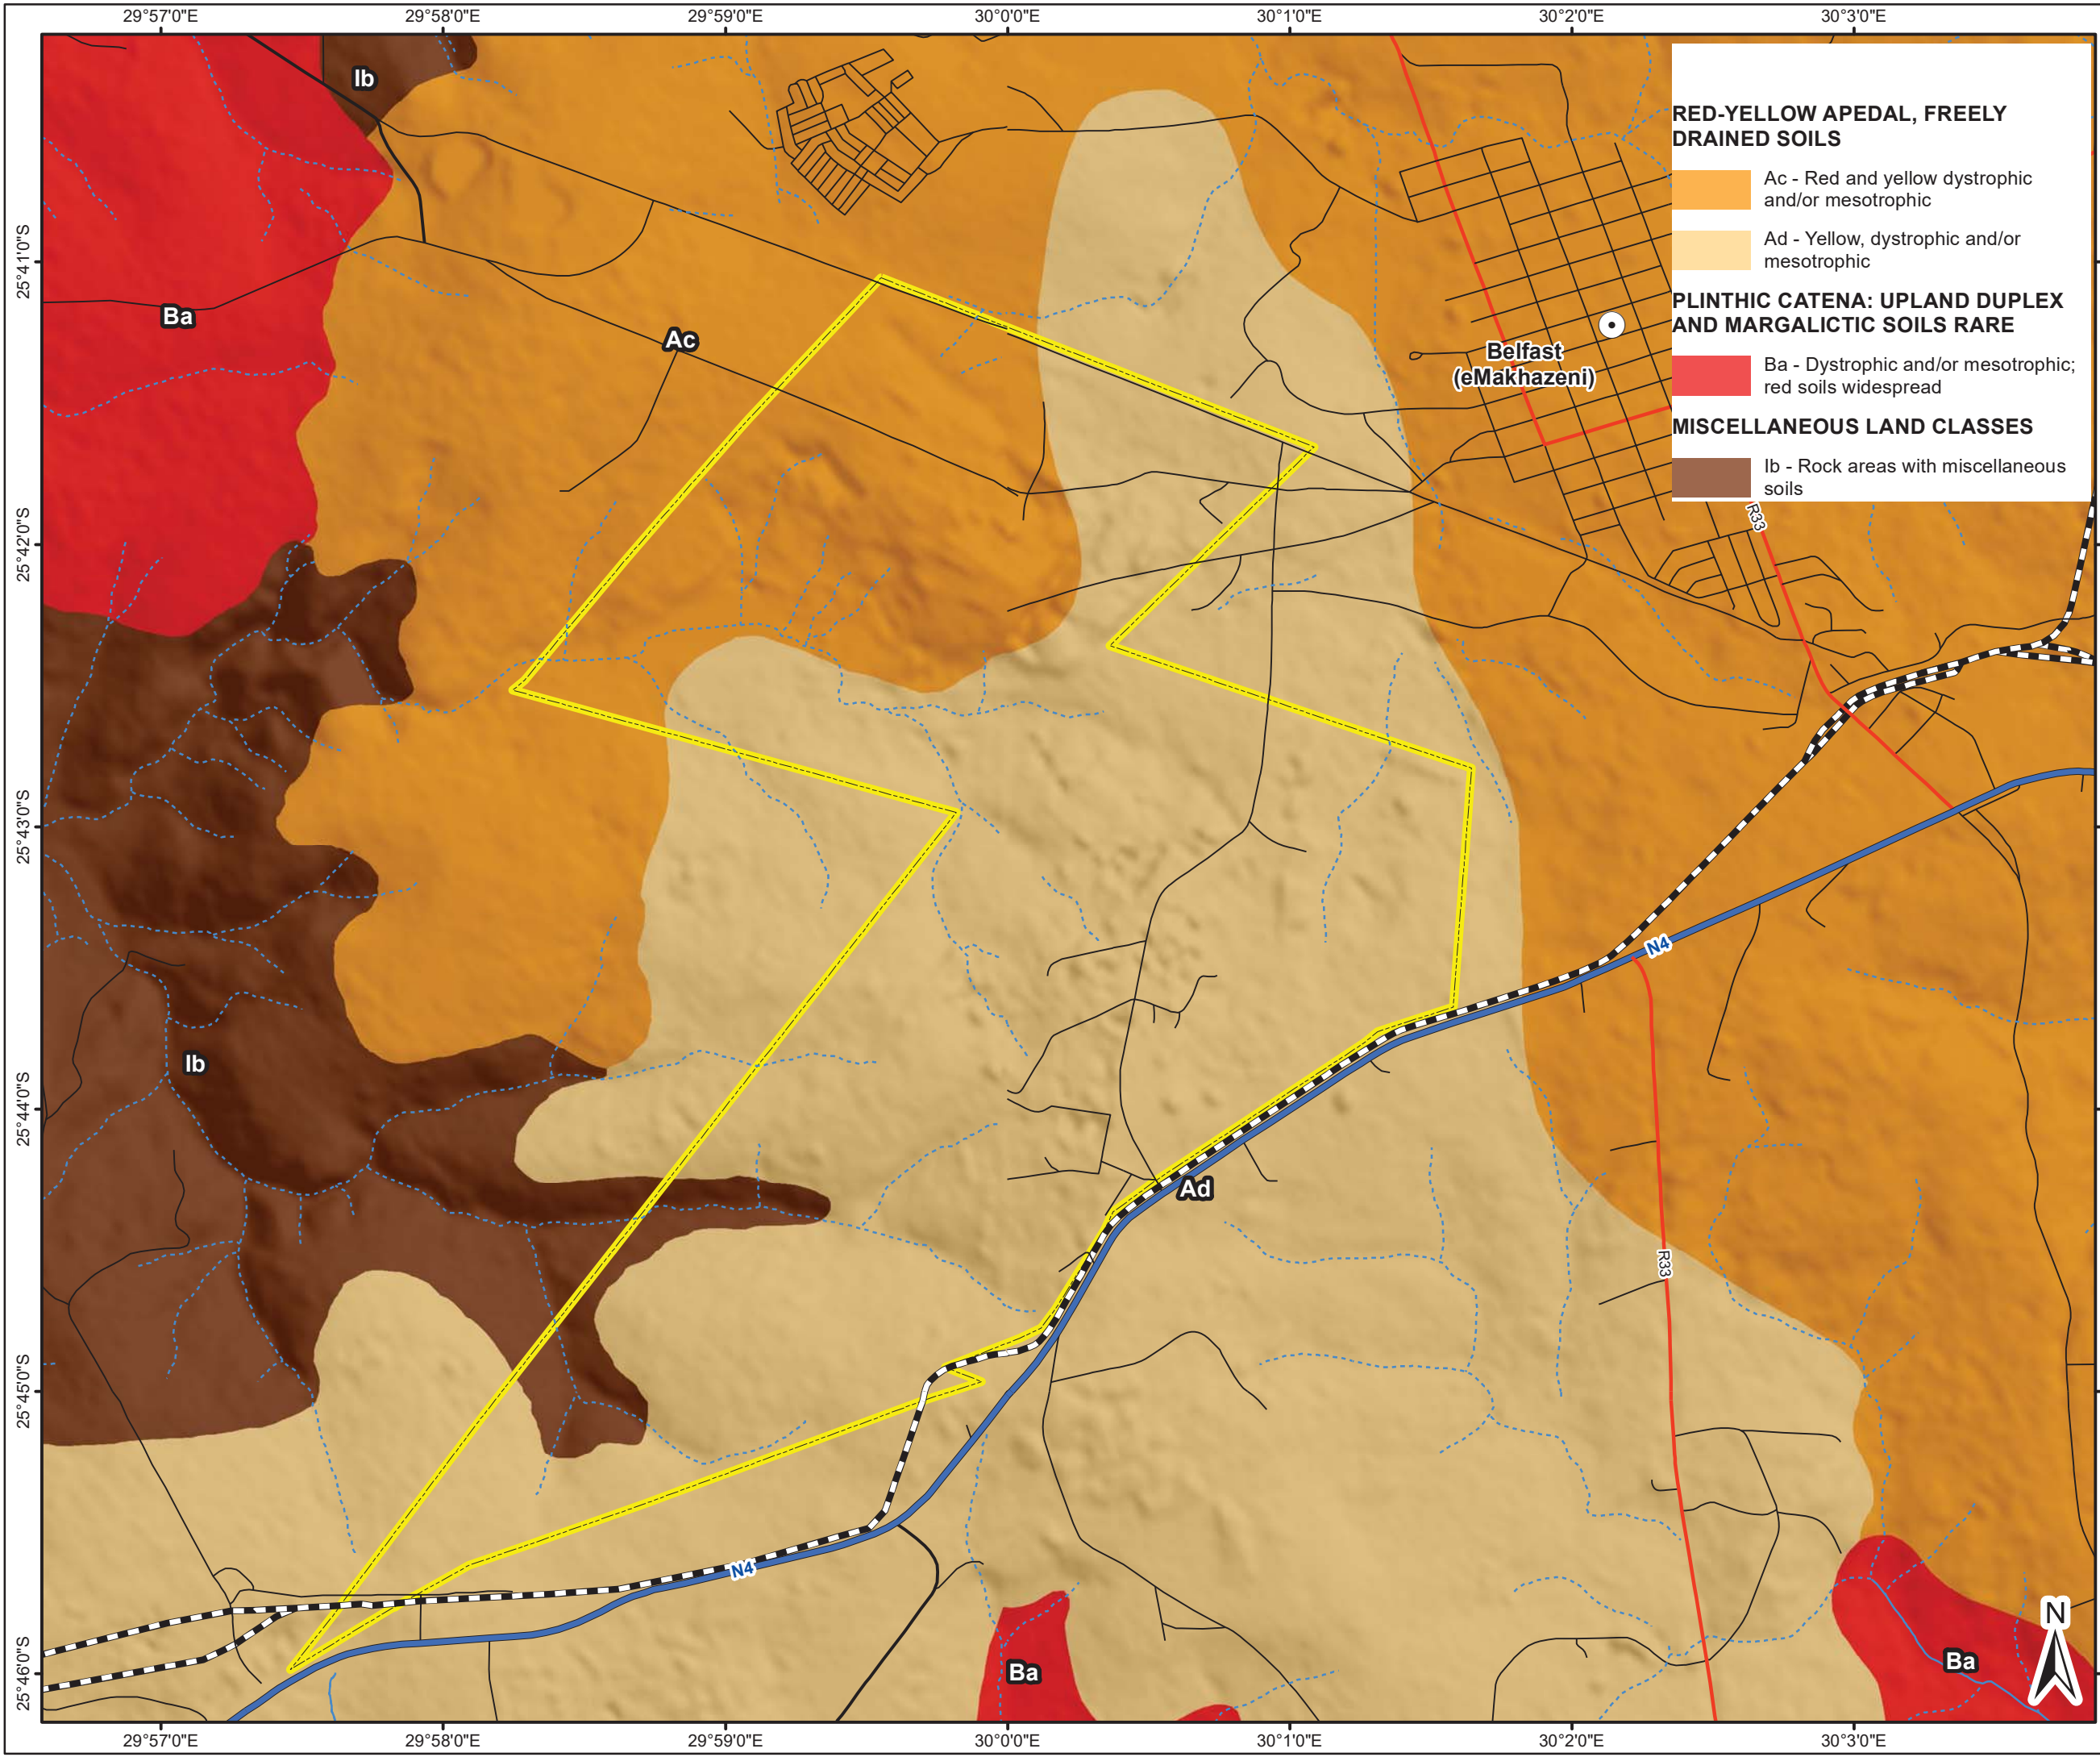 29°57'0"E 29°58'0"E 29°59'0"E 30°0'0"E 30°1'0"E 30°2'0"E 30°3'0"E
Ib
RED-YELLOW APEDAL, FREELY
DRAINED SOILS
Ac - Red and yellow dystrophic
and/or mesotrophic
Ad - Yellow, dystrophic and/or
mesotrophic
PLINTHIC CATENA: UPLAND DUPLEX
AND MARGALICTIC SOILS RARE
Ba - Dystrophic and/or mesotrophic;
red soils widespread
MISCELLANEOUS LAND CLASSES
Ib - Rock areas with miscellaneous
soils
25°41'0"S
Ba
Ac
Belfast
(eMakhazeni)
R33
25°42'0"S
25°43'0"S
N4
Ib
25°44'0"S
Ad
R33
25°45'0"S
N4
25°46'0"S
Ba
Ba
N
29°57'0"E 29°58'0"E 29°59'0"E 30°0'0"E 30°1'0"E 30°2'0"E 30°3'0"E